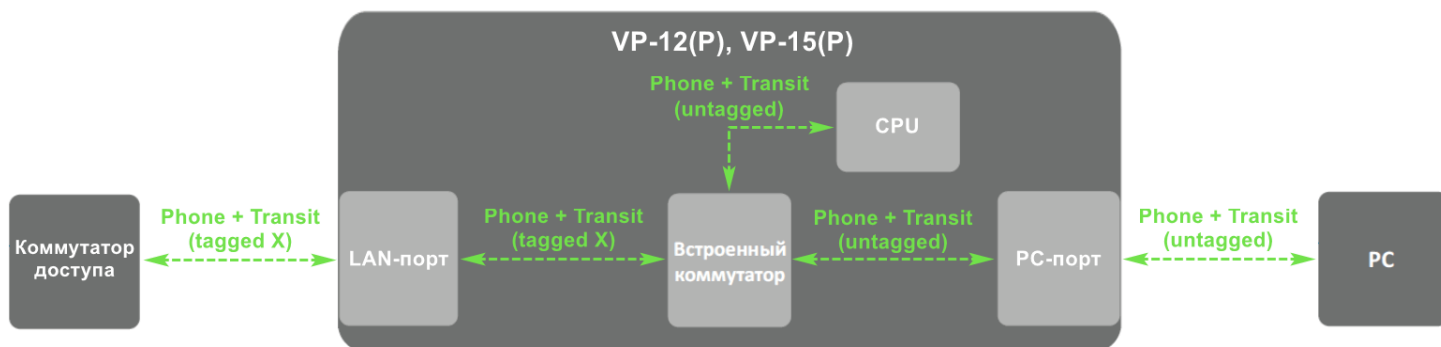 VP-12(P), VP-15(P)
Phone + Transit
(untagged)
CPU
Коммутатор
доступа
Phone + Transit
(tagged X)
LAN-порт
Phone + Transit
(tagged X)
Встроенный
коммутатор
Phone + Transit
(untagged)
PC-порт
Phone + Transit
(untagged)
PC